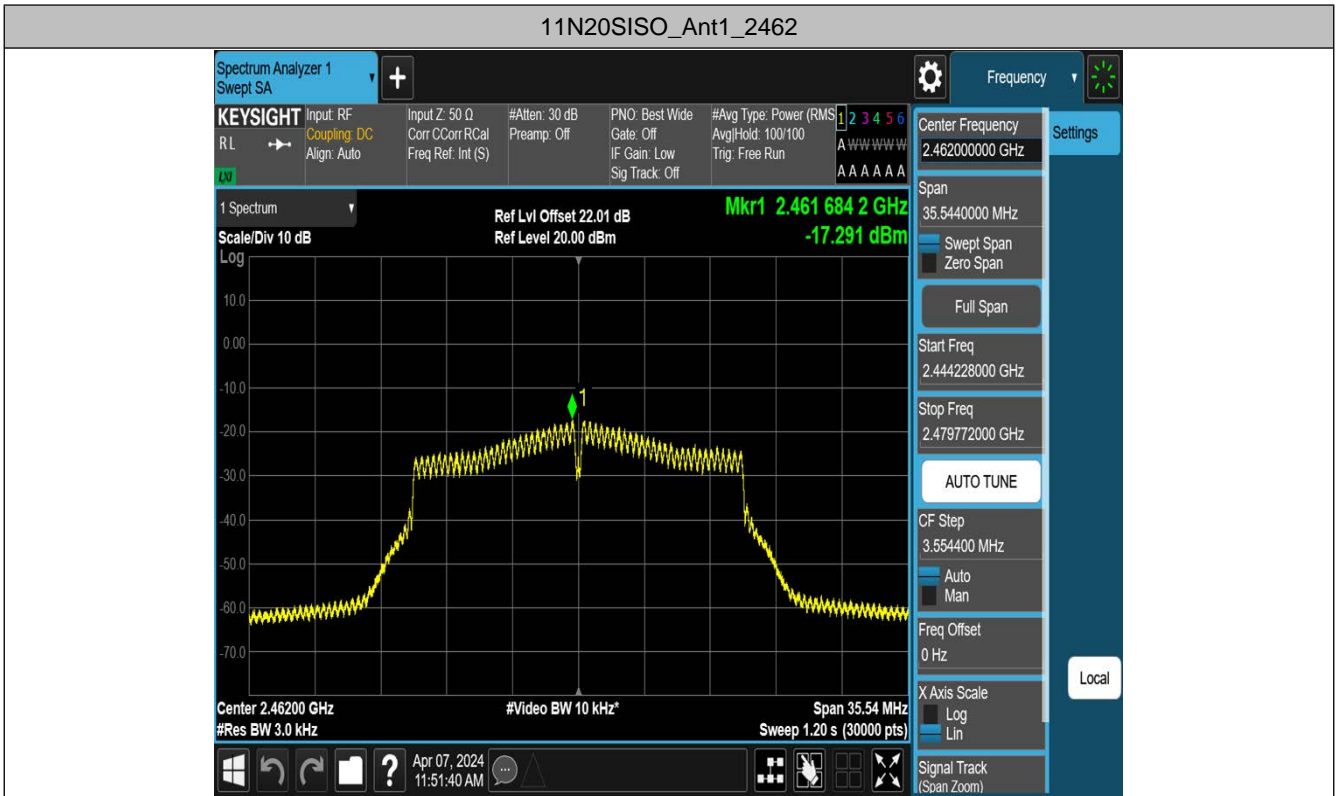 11N20SISO_Ant1_2462
Spectrum Analyzer 1
Swept SA
+
Frequency
KEYSIGHT
RL
LXI
Input: RF
Coupling: DC
Align: Auto
Input Z: 50 Ω
Corr CCorr RCal
Freq Ref: Int (S)
#Atten: 30 dB
Preamp: Off
PNO: Best Wide
Gate: Off
IF Gain: Low
Sig Track: Off
#Avg Type: Power (RMS
Avg|Hold: 100/100
Trig: Free Run
1 2 3 4 5 6
A W W W W W
A A A A A A
1 Spectrum
Scale/Div 10 dB
Log
Ref Lvl Offset 22.01 dB
Ref Level 20.00 dBm
Mkr1 2.461 684 2 GHz
-17.291 dBm
10.0
0.00
-10.0
-20.0
-30.0
-40.0
-50.0
-60.0
-70.0
1
Center 2.46200 GHz
#Res BW 3.0 kHz
#Video BW 10 kHz*
Span 35.54 MHz
Sweep 1.20 s (30000 pts)
Center Frequency
2.462000000 GHz
Settings
Span
35.5440000 MHz
Swept Span
Zero Span
Full Span
Start Freq
2.444228000 GHz
Stop Freq
2.479772000 GHz
AUTO TUNE
CF Step
3.554400 MHz
Auto
Man
Freq Offset
0 Hz
X Axis Scale
Log
Lin
Signal Track
(Span Zoom)
Local
?
Apr 07, 2024
11:51:40 AM